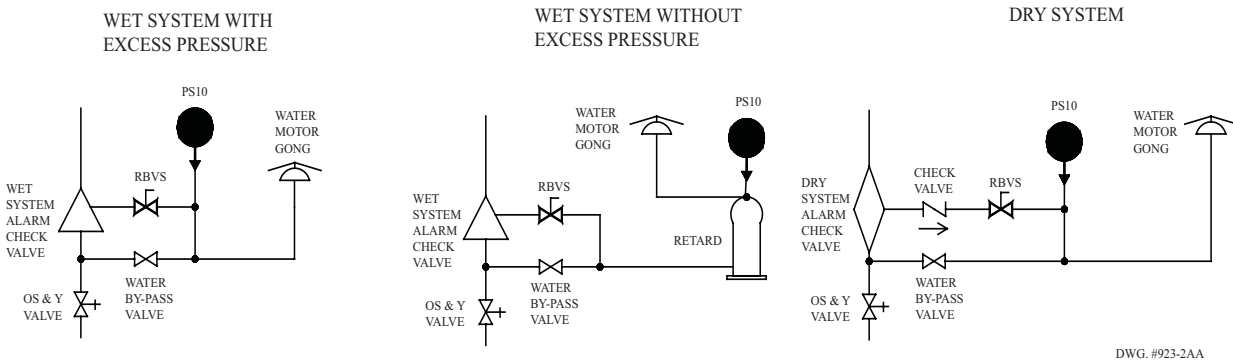 WET SYSTEM WITH
EXCESS PRESSURE
PS10
WATER
MOTOR
GONG
RBVS
WET
SYSTEM
ALARM
CHECK
VALVE
WATER
BY-PASS
VALVE
OS & Y
VALVE
WET SYSTEM WITHOUT
EXCESS PRESSURE
WATER
MOTOR
GONG
PS10
WET
SYSTEM
ALARM
CHECK
VALVE
RBVS
RETARD
WATER
BY-PASS
VALVE
OS & Y
VALVE
DRY SYSTEM
PS10
WATER
MOTOR
GONG
CHECK
VALVE
RBVS
DRY
SYSTEM
ALARM
CHECK
VALVE
WATER
BY-PASS
VALVE
OS & Y
VALVE
DWG. #923-2AA